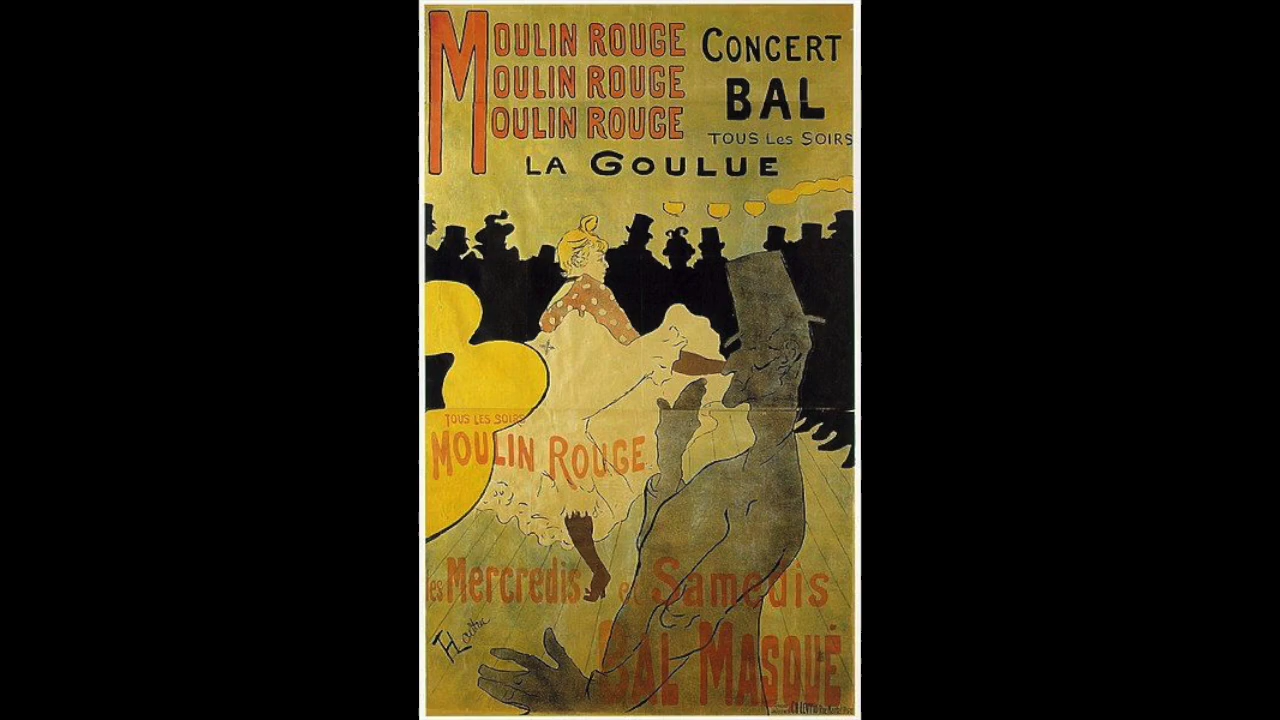 MOULIN ROUGE
MOULIN ROUGE
MOULIN ROUGE
CONCERT
BAL
TOUS Les SOIRS
LA GOULUE
TOUS LES SOIRS
MOULIN ROUGE
les Mercredis et Samedis
BAL MASQUÉ
HTLautrec